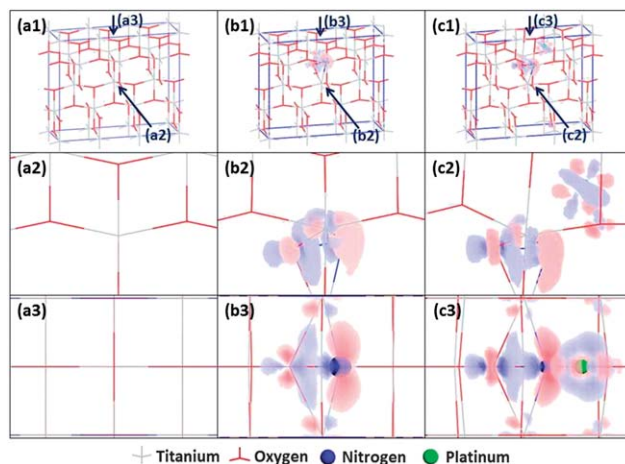 (a1) (a3) (b1) (b3) (c1) (c3)
(a2) (b2) (c2)
(a2) (b2) (c2)
(a3) (b3) (c3)
Titanium Oxygen Nitrogen Platinum